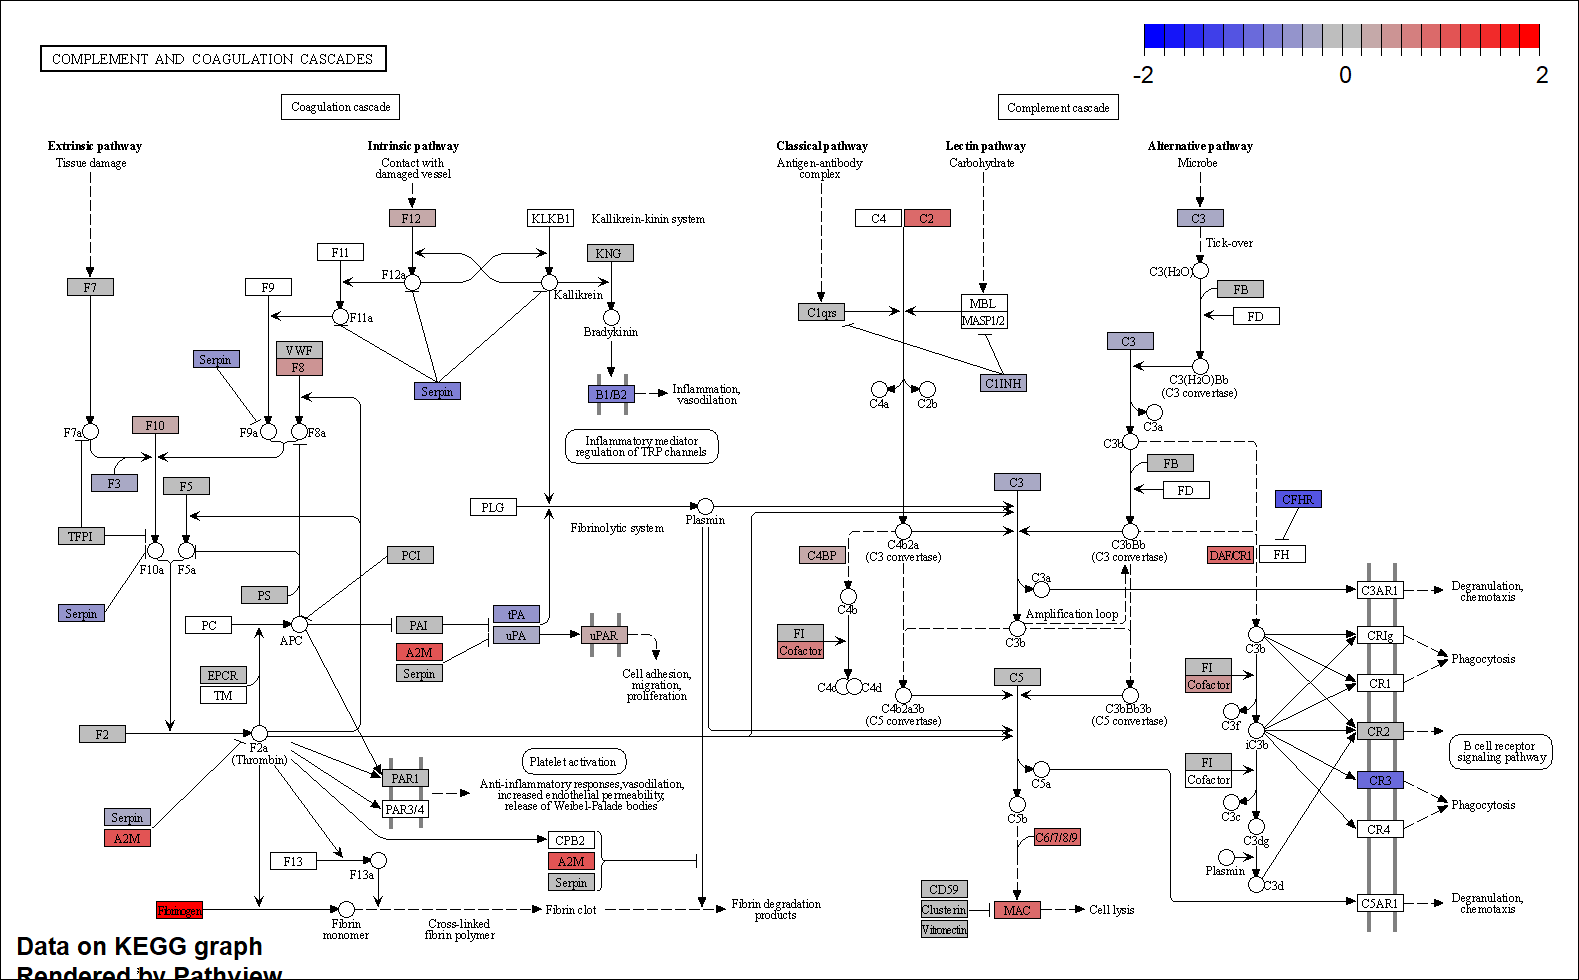 COMPLEMENT AND COAGULATION CASCADES
-2
0
2
Coagulation cascade
Complement cascade
Extrinsic pathway
Tissue damage
Intrinsic pathway
Contact with
damaged vessel
Classical pathway
Antigen-antibody
complex
Lectin pathway
Carbohydrate
Alternative pathway
Microbe
F12
KLKB1
Kallikrein-kinin system
C4
C2
C3
Tick-over
F11
KNG
F12a
Kallikrein
C3(H2O)
F7
F9
FB
F11a
Bradykinin
C1qrs
MBL
MASP1/2
FD
VWF
F8
Serpin
C3
C3(H2O)Bb
(C3 convertase)
Serpin
B1/B2
Inflammation,
vasodilation
C1INH
C4a
C2b
C3a
F7a
F10
F9a
F8a
Inflammatory mediator
regulation of TRP channels
C3b
F3
F5
FB
C3
FD
CFHR
PLG
Plasmin
Fibrinolytic system
TFPI
F10a
F5a
PCI
C4b2a
(C3 convertase)
C3bBb
(C3 convertase)
C4BP
DAF/CR1
FH
C3a
C3AR1
Degranulation,
chemotaxis
PS
Serpin
tPA
C4b
Amplification loop
PC
APC
PAI
uPA
uPAR
C3b
FI
Cofactor
C3b
CRIg
Phagocytosis
A2M
Serpin
EPCR
TM
Cell adhesion,
migration,
proliferation
C4c
C4d
C5
FI
Cofactor
CR1
C4b2a3b
(C5 convertase)
C3bBb3b
(C5 convertase)
C3f
F2
F2a
(Thrombin)
iC3b
CR2
B cell receptor
signaling pathway
Platelet activation
PAR1
PAR3/4
Anti-inflammatory responses,vasodilation,
increased endothelial permeability,
release of Weibel-Palade bodies
FI
Cofactor
C5a
CR3
Phagocytosis
C3c
Serpin
A2M
C5b
CR4
C3dg
CPB2
A2M
Serpin
C6/7/8/9
F13
F13a
Plasmin
C3d
Fibrinogen
Fibrin
monomer
Cross-linked
fibrin polymer
Fibrin clot
Fibrin degradation
products
CD59
Clusterin
Vitronectin
MAC
Cell lysis
C5AR1
Degranulation,
chemotaxis
Data on KEGG graph
Rendered by Pathview